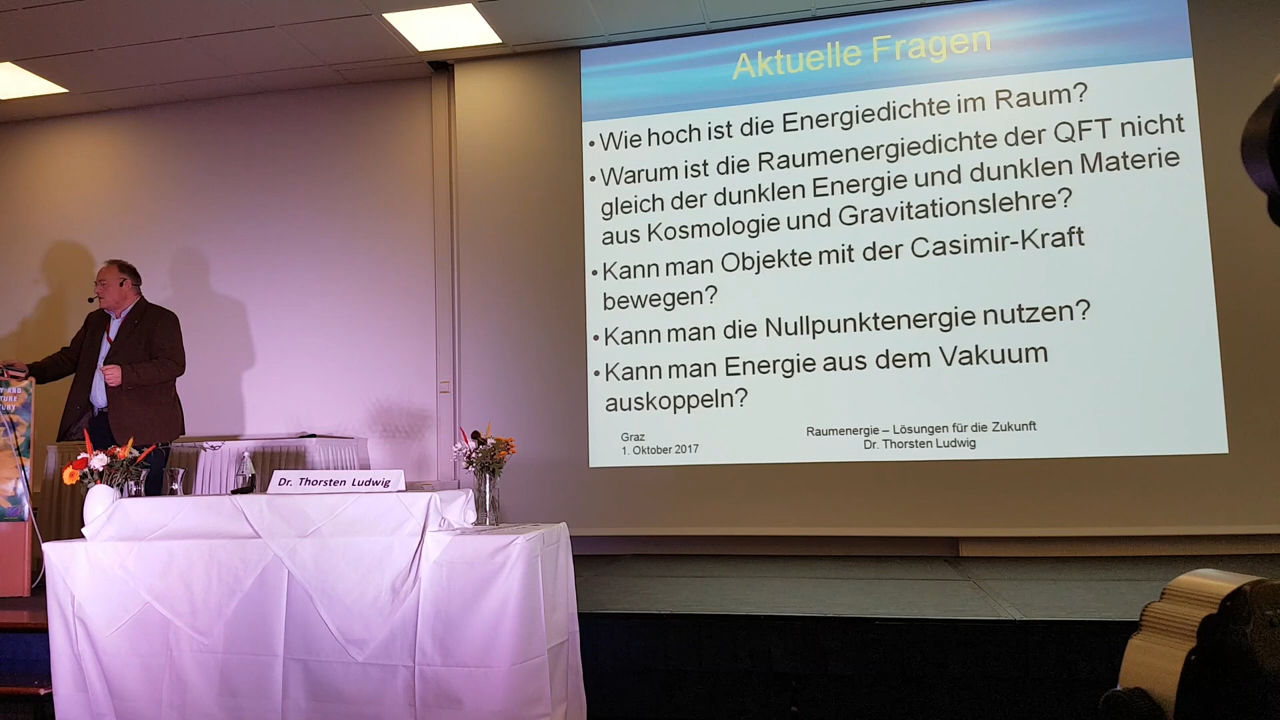 Aktuelle Fragen
• Wie hoch ist die Energiedichte im Raum?
• Warum ist die Raumenergiedichte der QFT nicht
gleich der dunklen Energie und dunklen Materie
aus Kosmologie und Gravitationslehre?
• Kann man Objekte mit der Casimir-Kraft
bewegen?
• Kann man die Nullpunktenergie nutzen?
• Kann man Energie aus dem Vakuum
auskoppeln?
Graz
1. Oktober 2017
Raumenergie – Lösungen für die Zukunft
Dr. Thorsten Ludwig
Dr. Thorsten Ludwig
AND